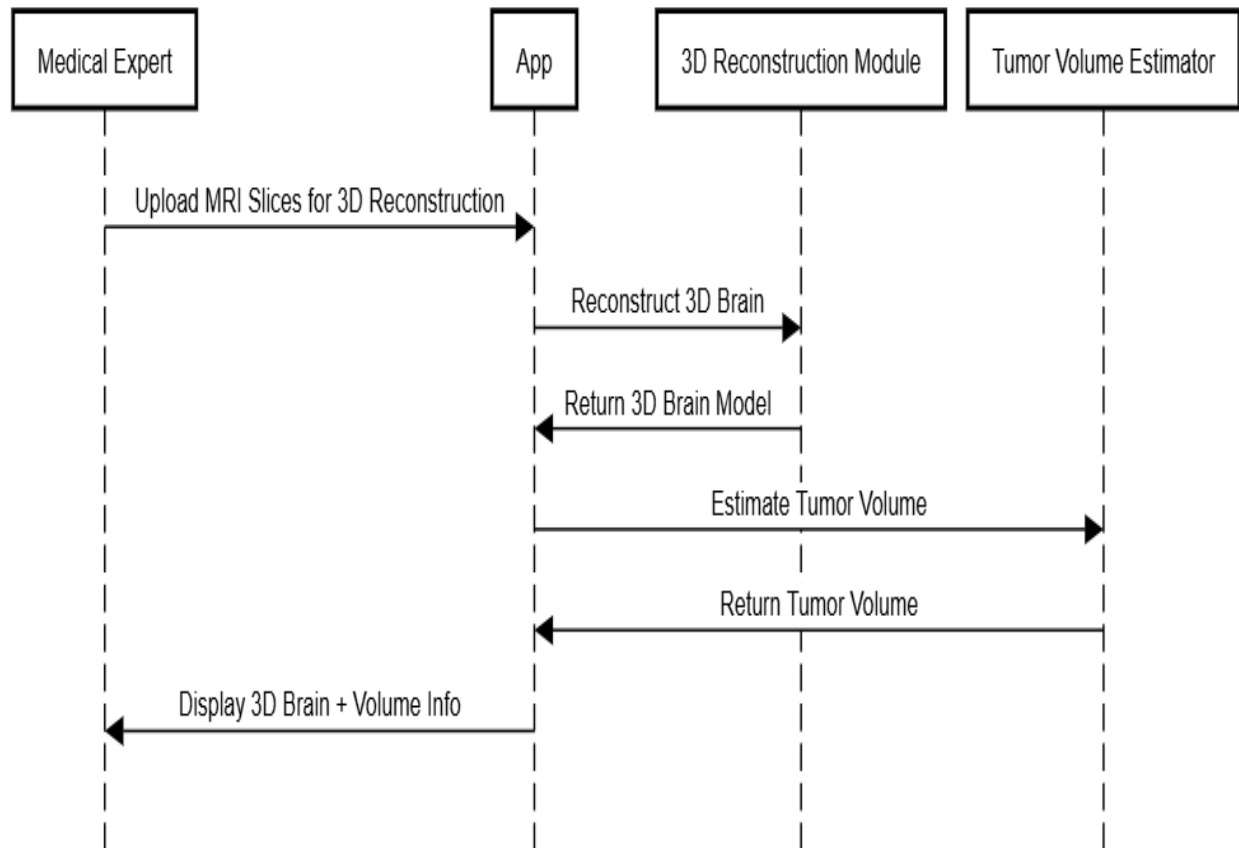 Medical Expert
App
3D Reconstruction Module
Tumor Volume Estimator
Upload MRI Slices for 3D Reconstruction
Reconstruct 3D Brain
Return 3D Brain Model
Estimate Tumor Volume
Return Tumor Volume
Display 3D Brain + Volume Info